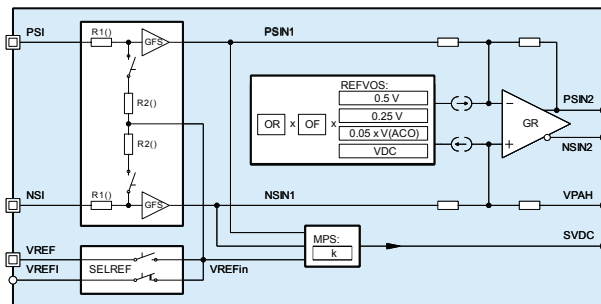 PSI
R1()
GFS
PSIN1
R2()
R2()
REFVOS:
0.5 V
0.25 V
OR x OF x
0.05 x V(ACO)
VDC
GR
PSIN2
NSIN2
NSI
R1()
GFS
NSIN1
VPAH
VREF
VREFI
SELREF
VREFin
MPS:
k
SVDC